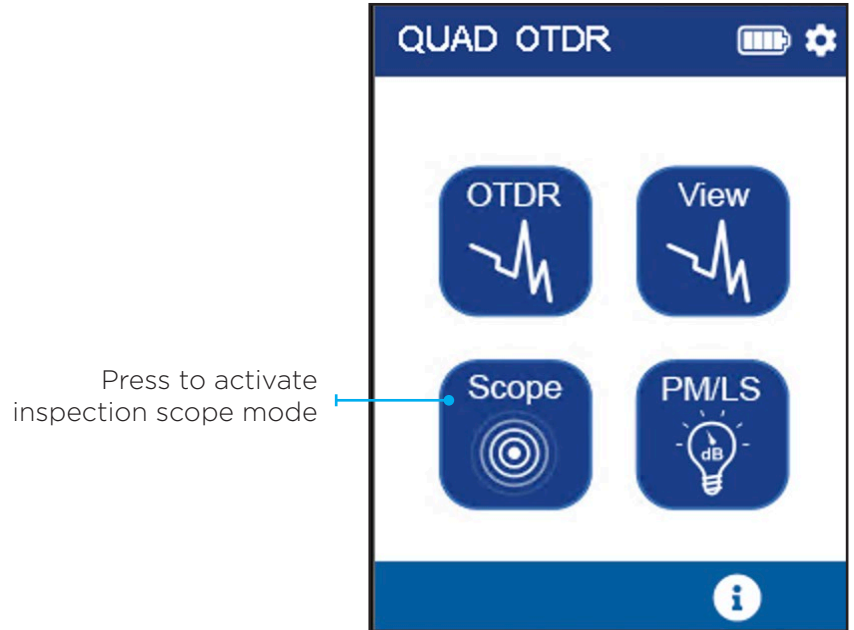 QUAD OTDR
OTDR
View
Press to activate
inspection scope mode
Scope
PM/LS
dB
i